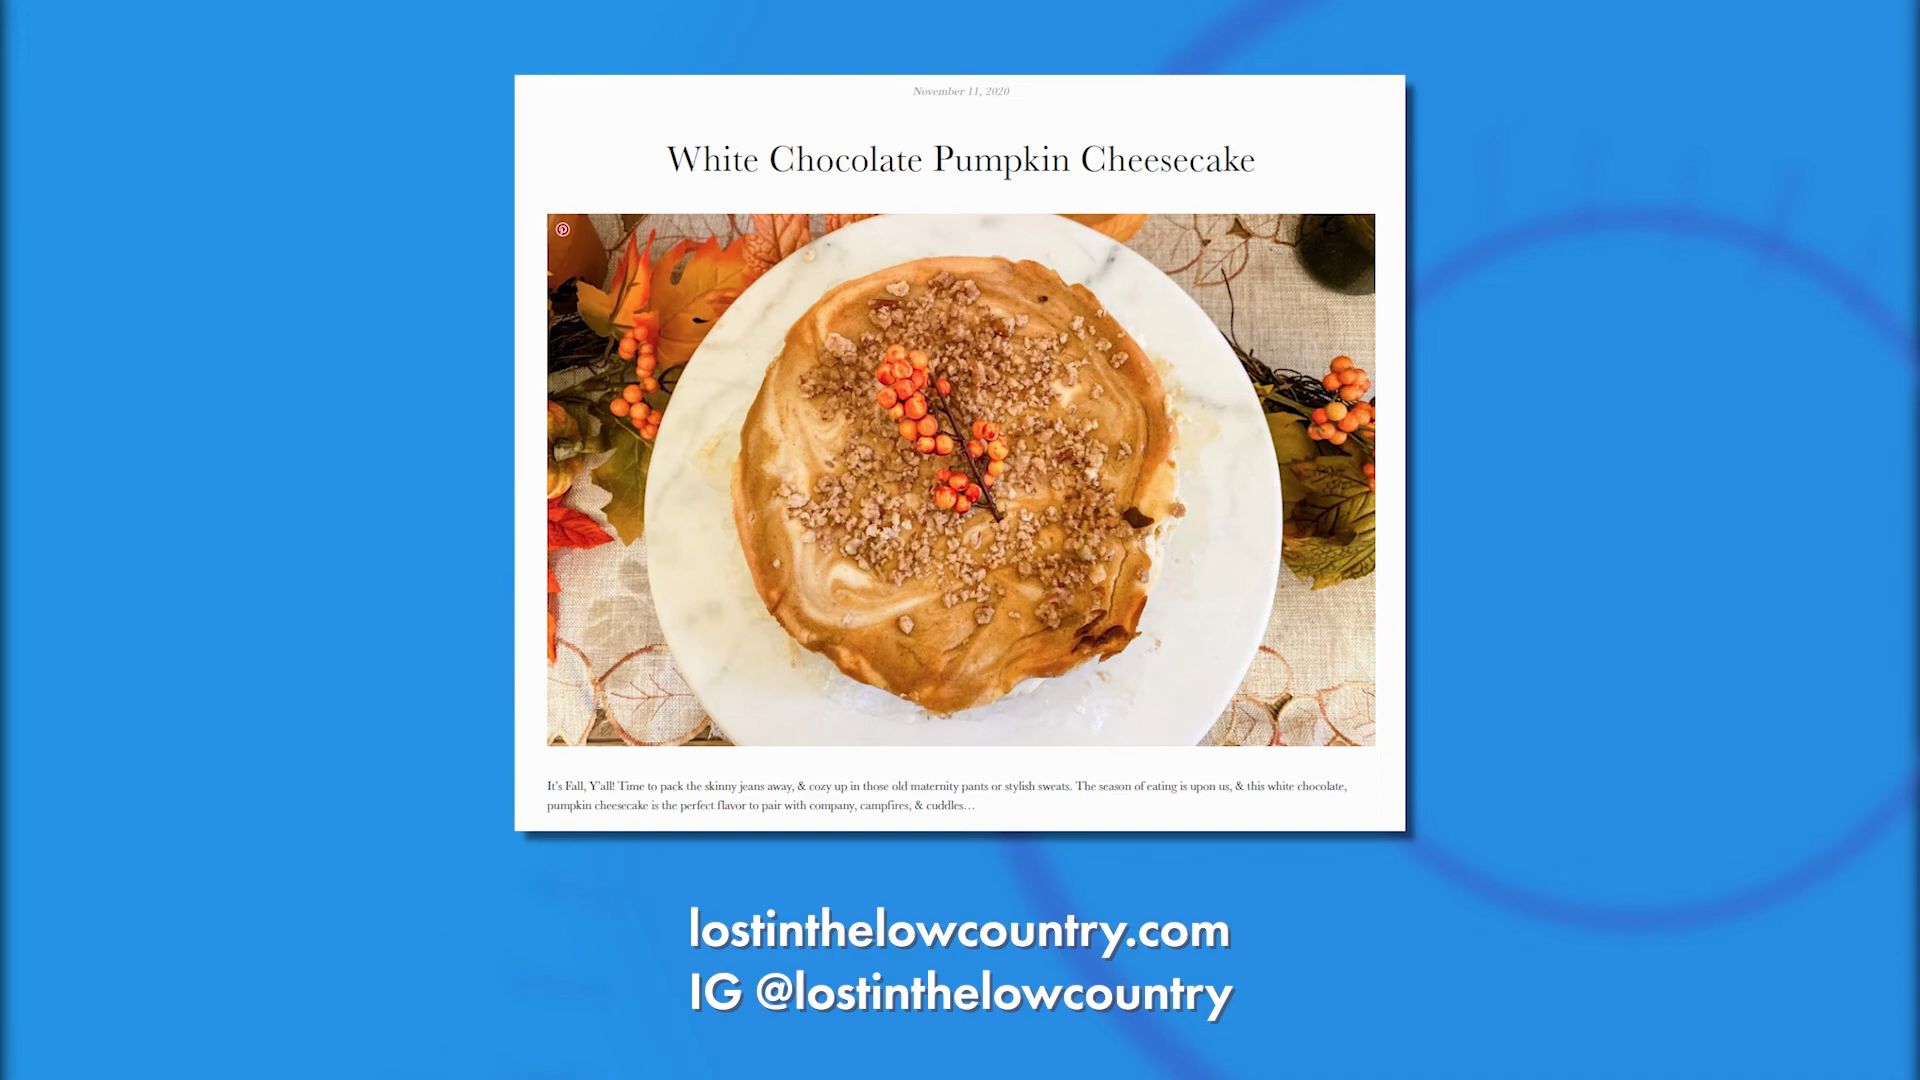 November 11, 2020
White Chocolate Pumpkin Cheesecake
It's Fall, Y'all! Time to pack the skinny jeans away, & cozy up in those old maternity pants or stylish sweats. The season of eating is upon us, & this white chocolate,
pumpkin cheesecake is the perfect flavor to pair with company, campfires, & cuddles…
lostinthelowcountry.com
IG @lostinthelowcountry